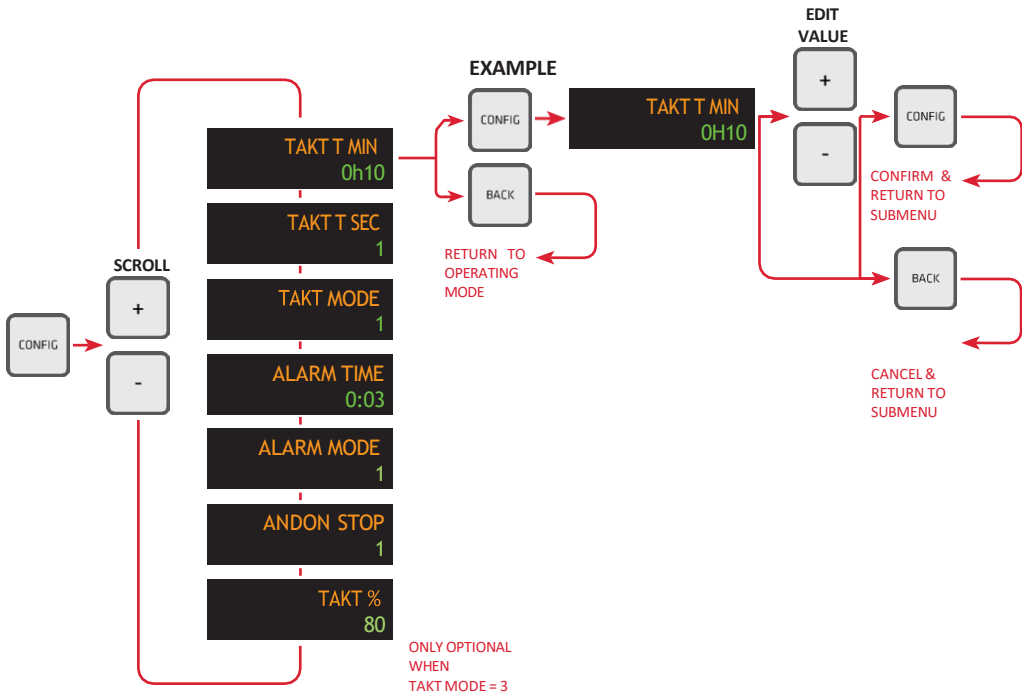 CONFIG
SCROLL
+
-
TAKT T MIN
0h10
TAKT T SEC
1
TAKT MODE
1
ALARM TIME
0:03
ALARM MODE
1
ANDON STOP
1
TAKT %
80
ONLY OPTIONAL
WHEN
TAKT MODE = 3
EXAMPLE
CONFIG
BACK
RETURN TO
OPERATING
MODE
TAKT T MIN
0H10
EDIT
VALUE
+
-
CONFIG
CONFIRM &
RETURN TO
SUBMENU
BACK
CANCEL &
RETURN TO
SUBMENU